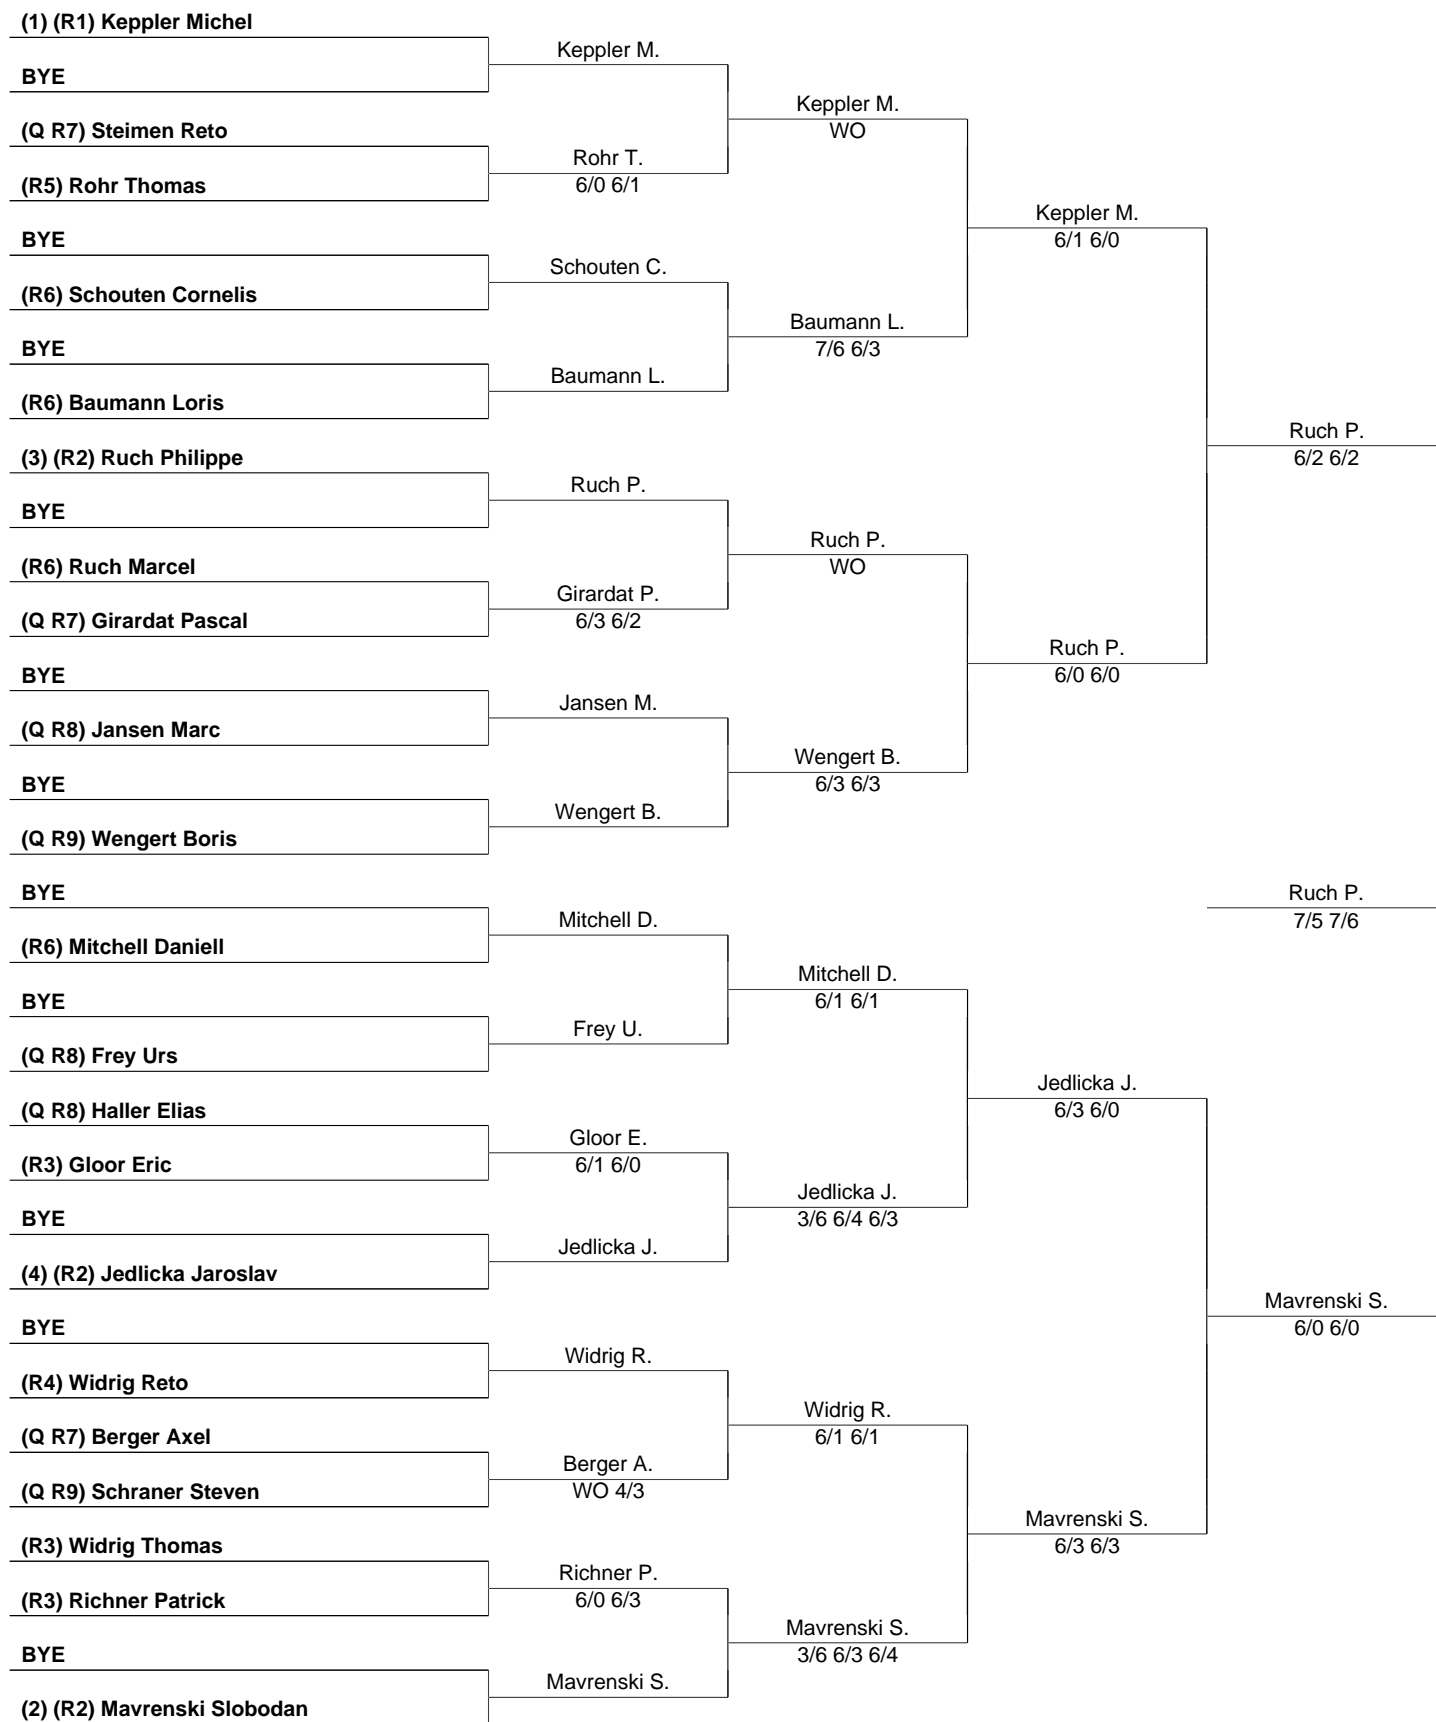 (1) (R1) Keppler Michel
Keppler M.
BYE
Keppler M.
WO
(Q R7) Steimen Reto
Rohr T.
6/0 6/1
(R5) Rohr Thomas
Keppler M.
6/1 6/0
BYE
Schouten C.
(R6) Schouten Cornelis
Baumann L.
7/6 6/3
BYE
Baumann L.
(R6) Baumann Loris
Ruch P.
6/2 6/2
(3) (R2) Ruch Philippe
Ruch P.
BYE
Ruch P.
WO
(R6) Ruch Marcel
Girardat P.
6/3 6/2
(Q R7) Girardat Pascal
Ruch P.
6/0 6/0
BYE
Jansen M.
(Q R8) Jansen Marc
Wengert B.
6/3 6/3
BYE
Wengert B.
(Q R9) Wengert Boris
BYE
Ruch P.
7/5 7/6
Mitchell D.
(R6) Mitchell Daniell
Mitchell D.
6/1 6/1
BYE
Frey U.
(Q R8) Frey Urs
Jedlicka J.
6/3 6/0
(Q R8) Haller Elias
Gloor E.
6/1 6/0
(R3) Gloor Eric
Jedlicka J.
3/6 6/4 6/3
BYE
Jedlicka J.
(4) (R2) Jedlicka Jaroslav
Mavrenski S.
6/0 6/0
BYE
Widrig R.
(R4) Widrig Reto
Widrig R.
6/1 6/1
(Q R7) Berger Axel
Berger A.
WO 4/3
(Q R9) Schraner Steven
Mavrenski S.
6/3 6/3
(R3) Widrig Thomas
Richner P.
6/0 6/3
(R3) Richner Patrick
Mavrenski S.
3/6 6/3 6/4
BYE
Mavrenski S.
(2) (R2) Mavrenski Slobodan